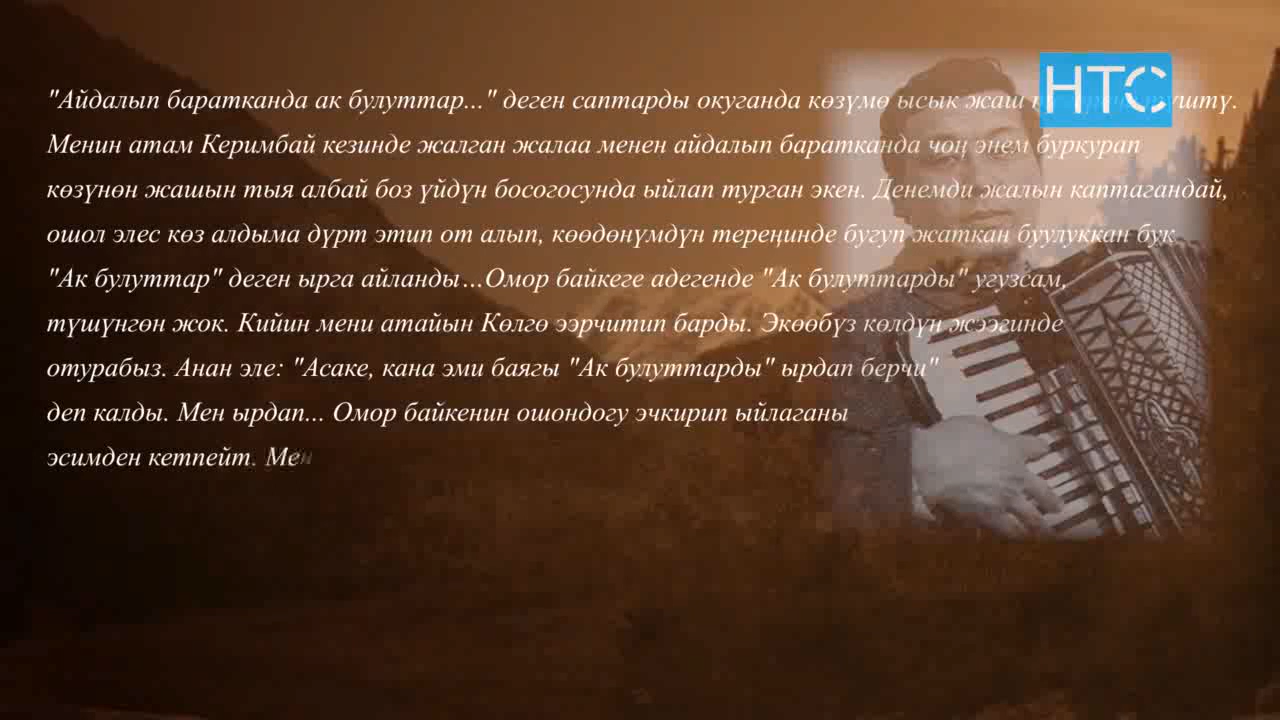 "Айдалып баратканда ак булуттар..." деген саптарды окуганда көзүмө ысык жаш
НТС
Менин атам Керимбай кезинде жалган жалаа менен айдалып баратканда чоң энем буркурап
көзүнөн жашын тыя албай боз үйдүн босогосунда ыйлап турган экен. Денемди жалын каптагандай,
ошол элес көз алдыма дүрт этип от алып, көөдөнүмдүн тереңинде бугуп жаткан буулуккан бук
"Ак булуттар" деген ырга айланды...Омор байкеге адегенде "Ак булуттарды" угузсам,
түшүнгөн жок. Кийин мени атайын Көлгө ээрчитип барды. Экөөбүз көлдүн жээгинде
отурабыз. Анан эле: "Асаке, кана эми баягы "Ак булуттарды" ырдап берчи"
деп калды. Мен ырдап... Омор байкенин ошондогу эчкирип ыйлаганы
эсимден кетпейт. Мен